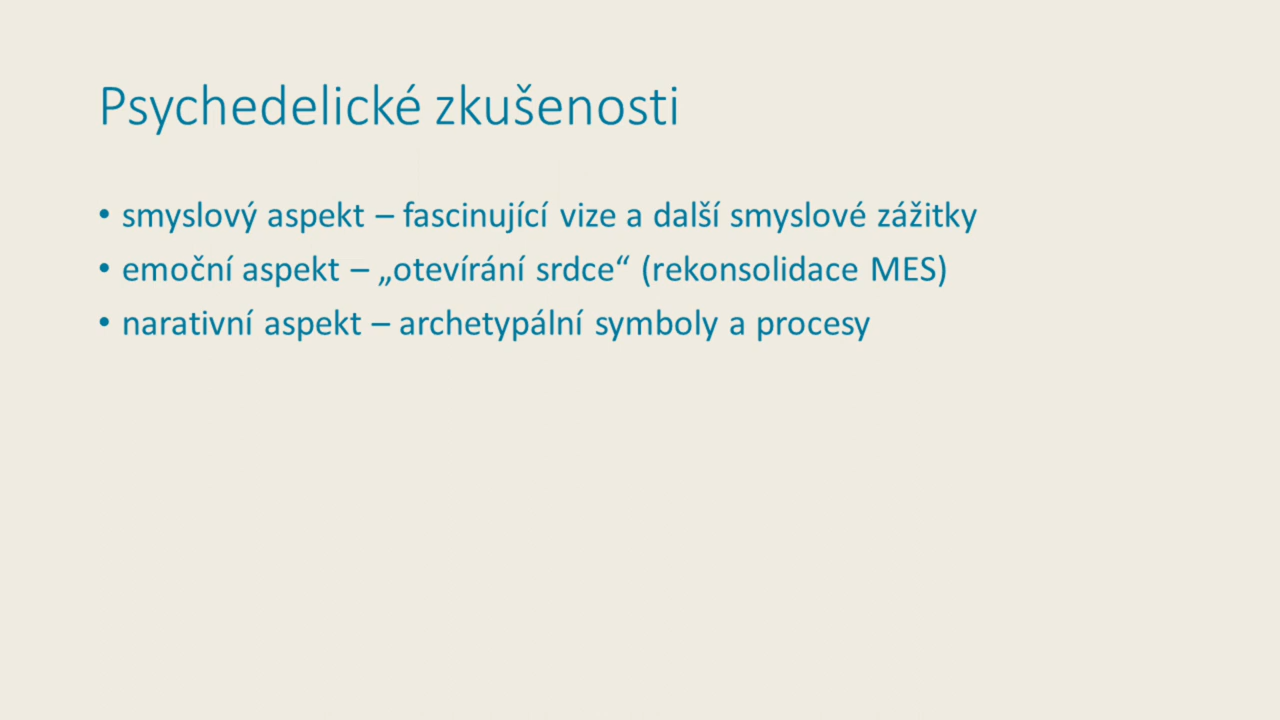 Psychedelické zkušenosti
• smyslový aspekt – fascinující vize a další smyslové zážitky
• emoční aspekt – „otevírání srdce“ (rekonsolidace MES)
• narativní aspekt – archetypální symboly a procesy